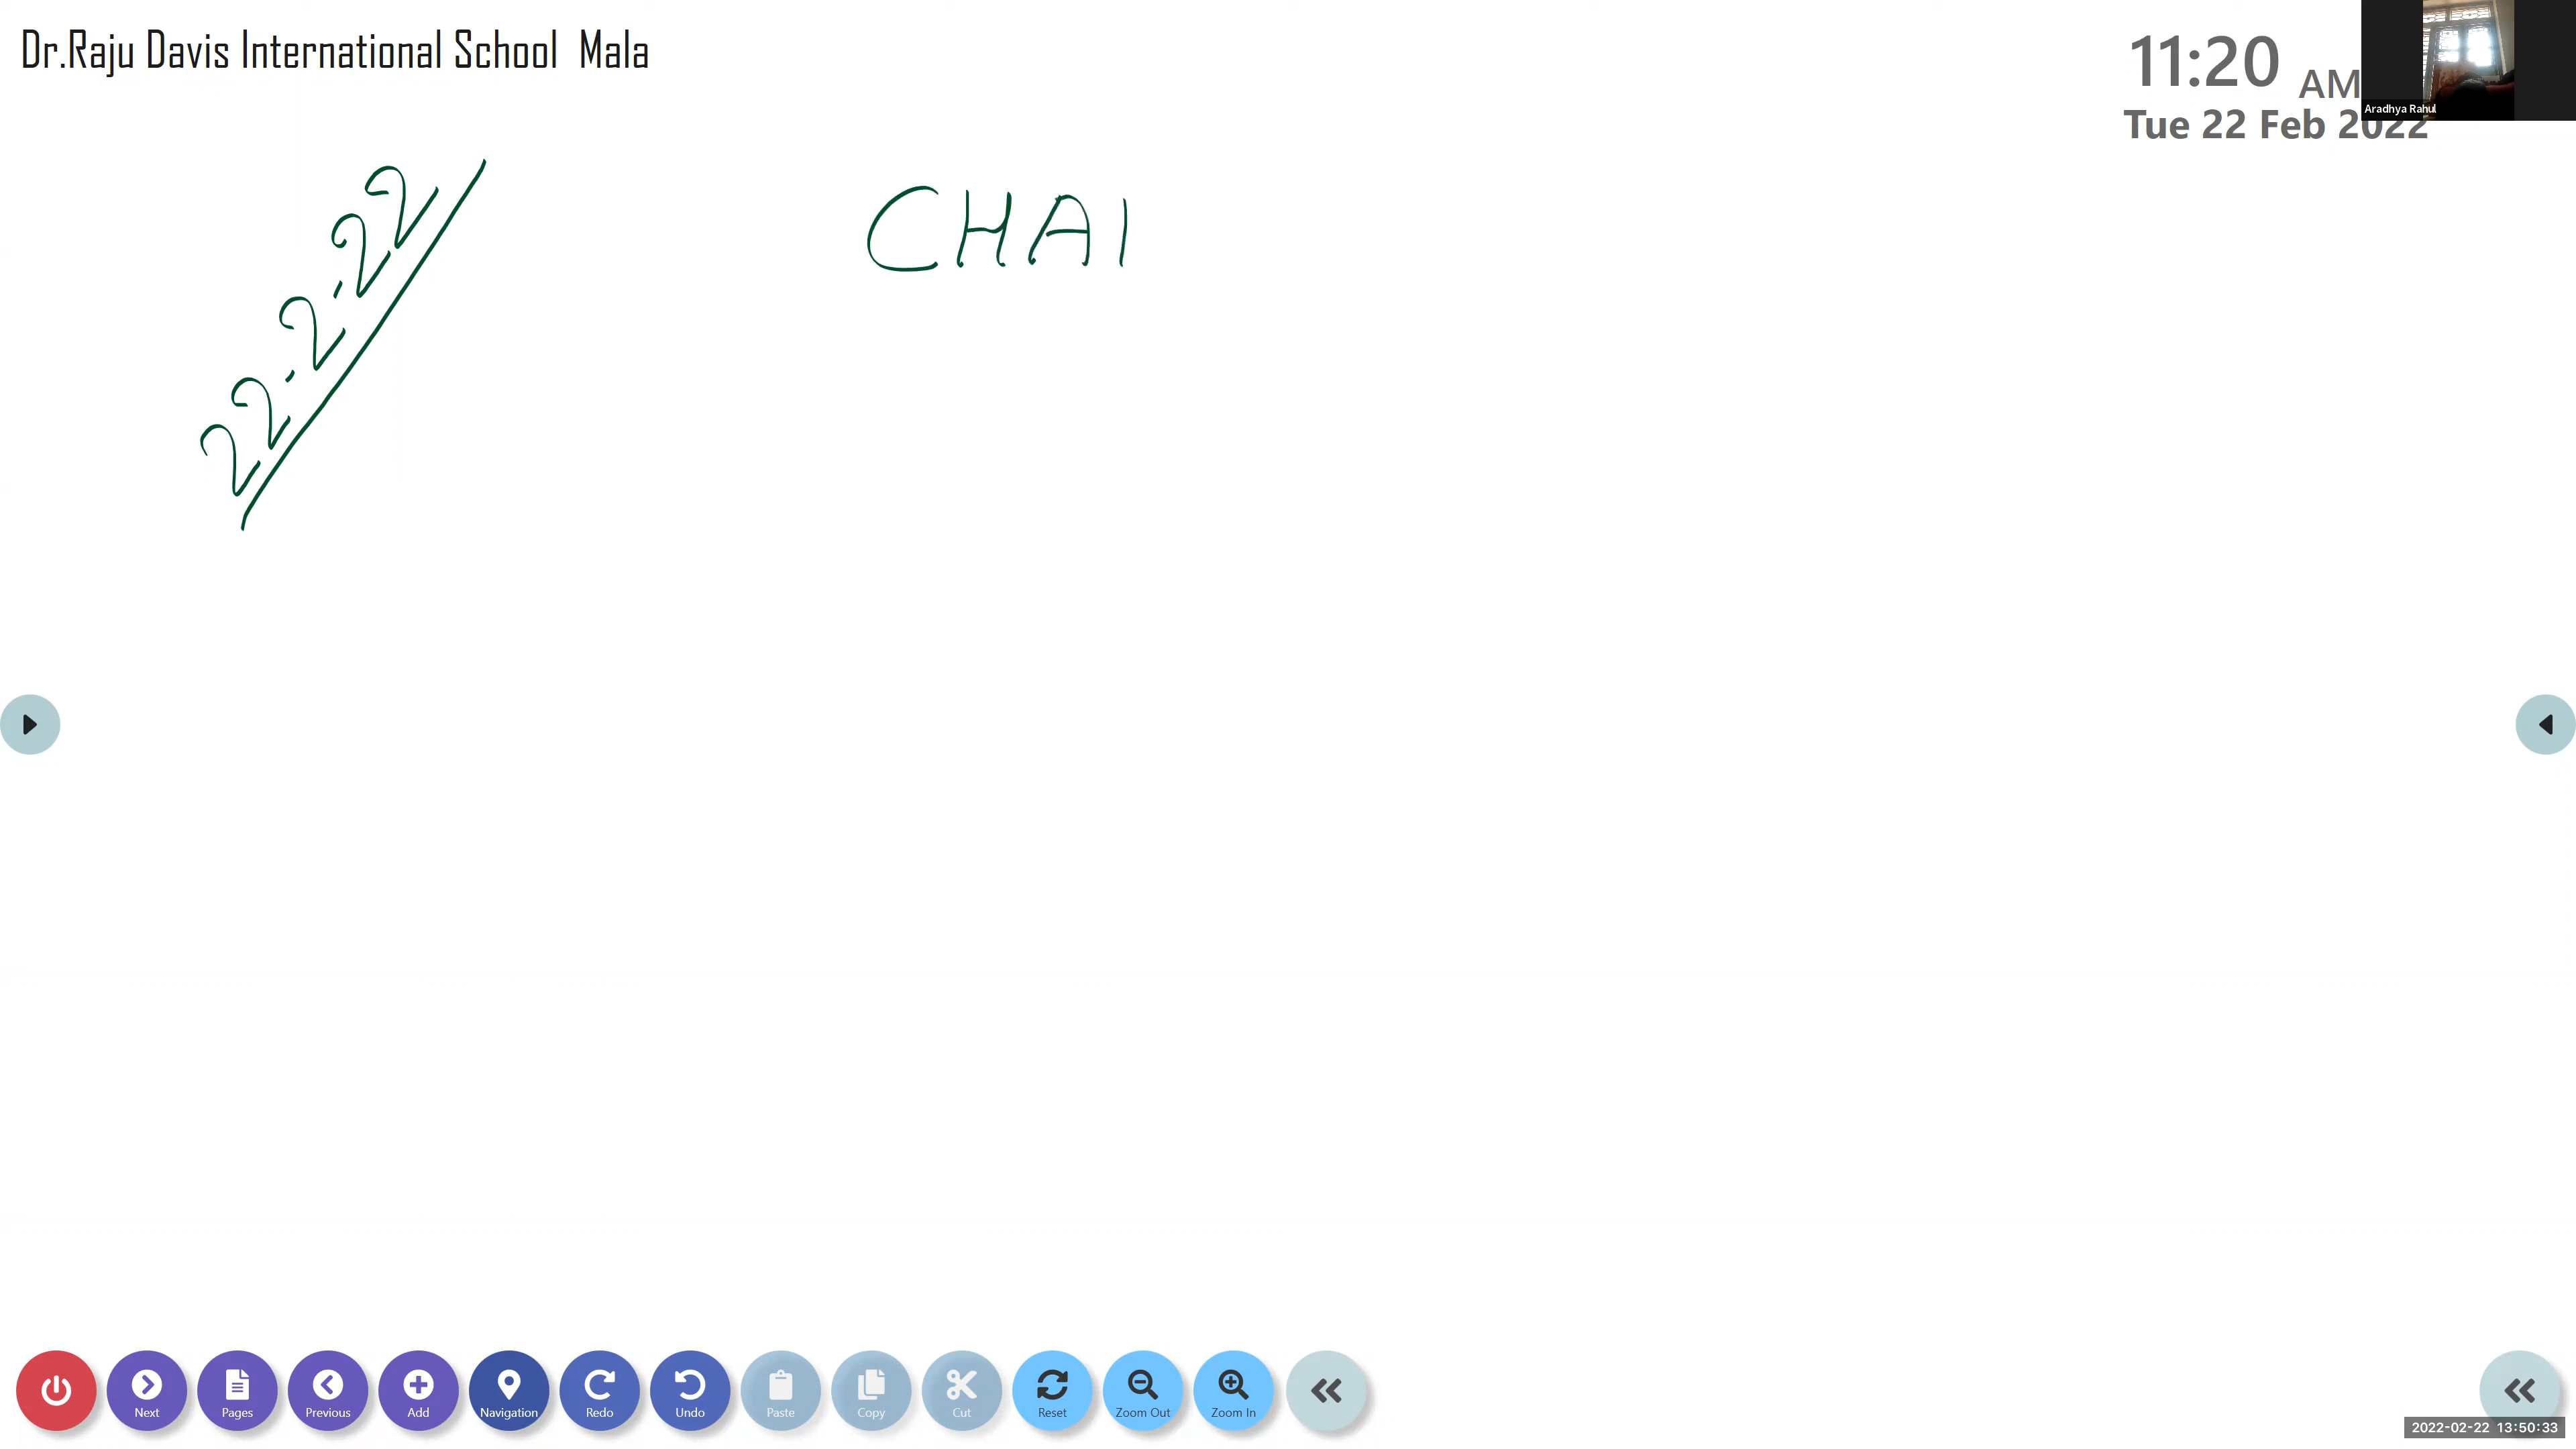 Dr.Raju Davis International School Mala
11:20 AM
Tue 22 Feb 2022
Aradhya Rahul
22.2.22
CHAI
Next
Pages
Previous
Add
Navigation
Redo
Undo
Paste
Copy
Cut
Reset
Zoom Out
Zoom In
2022-02-22 13:50:33